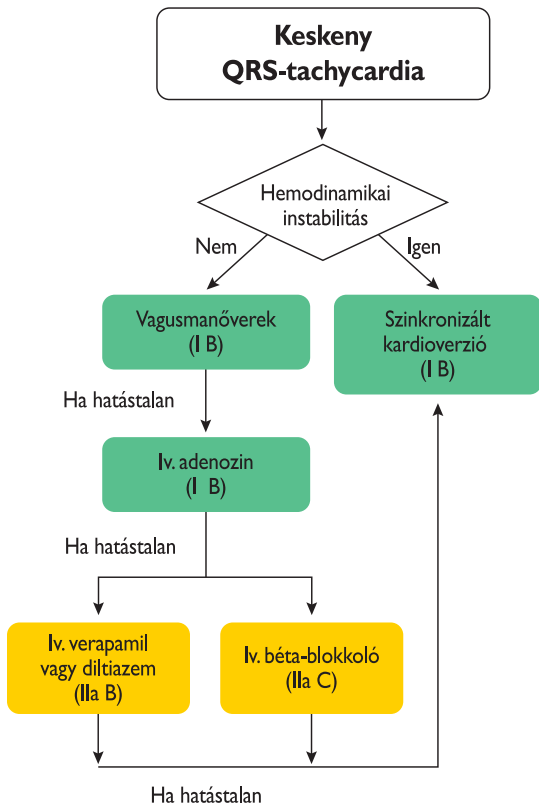 Keskeny
QRS-tachycardia
Hemodinamikai
instabilitás
Nem
Igen
Vagusmanőverek
(I B)
Szinkronizált
kardioverzió
(I B)
Ha hatástalan
Iv. adenozin
(I B)
Ha hatástalan
Iv. verapamil
vagy diltiazem
(IIa B)
Iv. béta-blokkoló
(IIa C)
Ha hatástalan